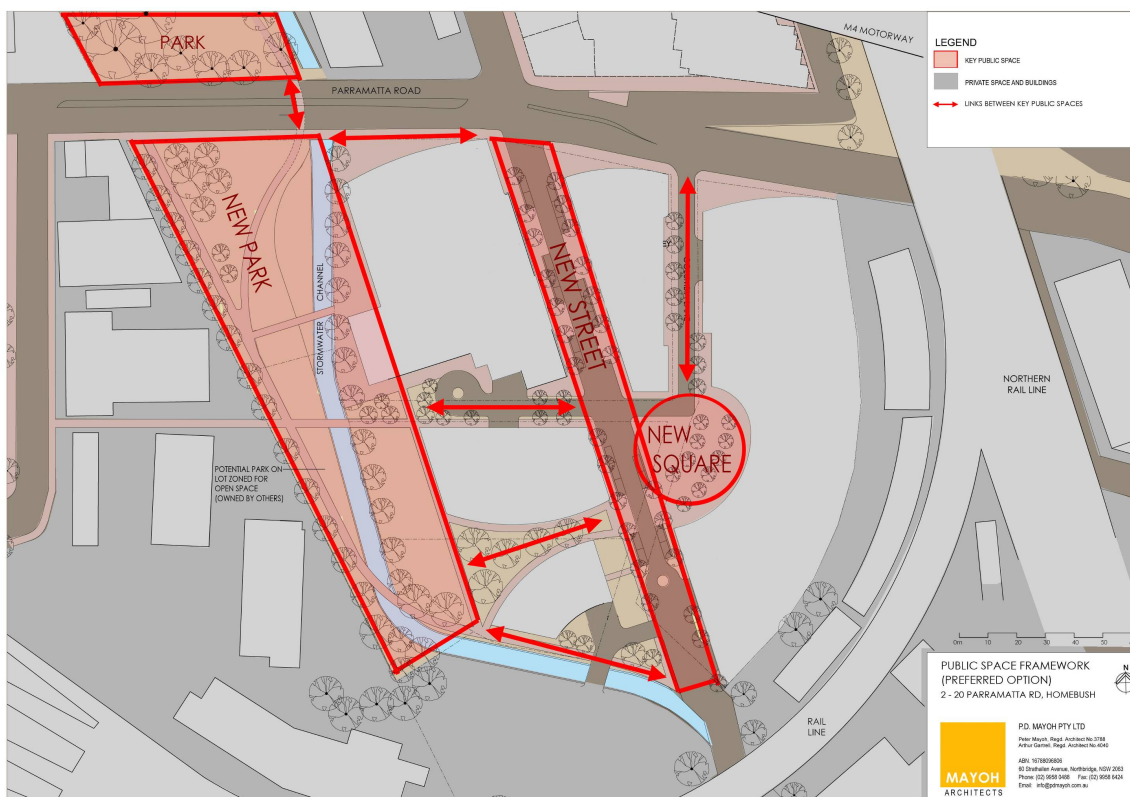 PARK
M4 MOTORWAY
LEGEND
KEY PUBLIC SPACE
PRIVATE SPACE AND BUILDINGS
LINKS BETWEEN KEY PUBLIC SPACES
PARRAMATTA ROAD
NEW PARK
STORMWATER CHANNEL
NEW STREET
NORTHERN
RAIL LINE
NEW
SQUARE
POTENTIAL PARK ON
LOT ZONED FOR
OPEN SPACE
(OWNED BY OTHERS)
0m 10 20 30 40 50
PUBLIC SPACE FRAMEWORK
(PREFERRED OPTION)
2 - 20 PARRAMATTA RD, HOMEBUSH
N
RAIL
LINE
MAYOH
ARCHITECTS
P.D. MAYOH PTY LTD
Peter Mayoh, Regd. Architect No.3788
Arthur Gartrell, Regd. Architect No.4040
ABN. 16788096806
60 Strathallen Avenue, Northbridge, NSW 2063
Phone: (02) 9958 0488 Fax: (02) 9958 6424
Email: info@pdmayoh.com.au